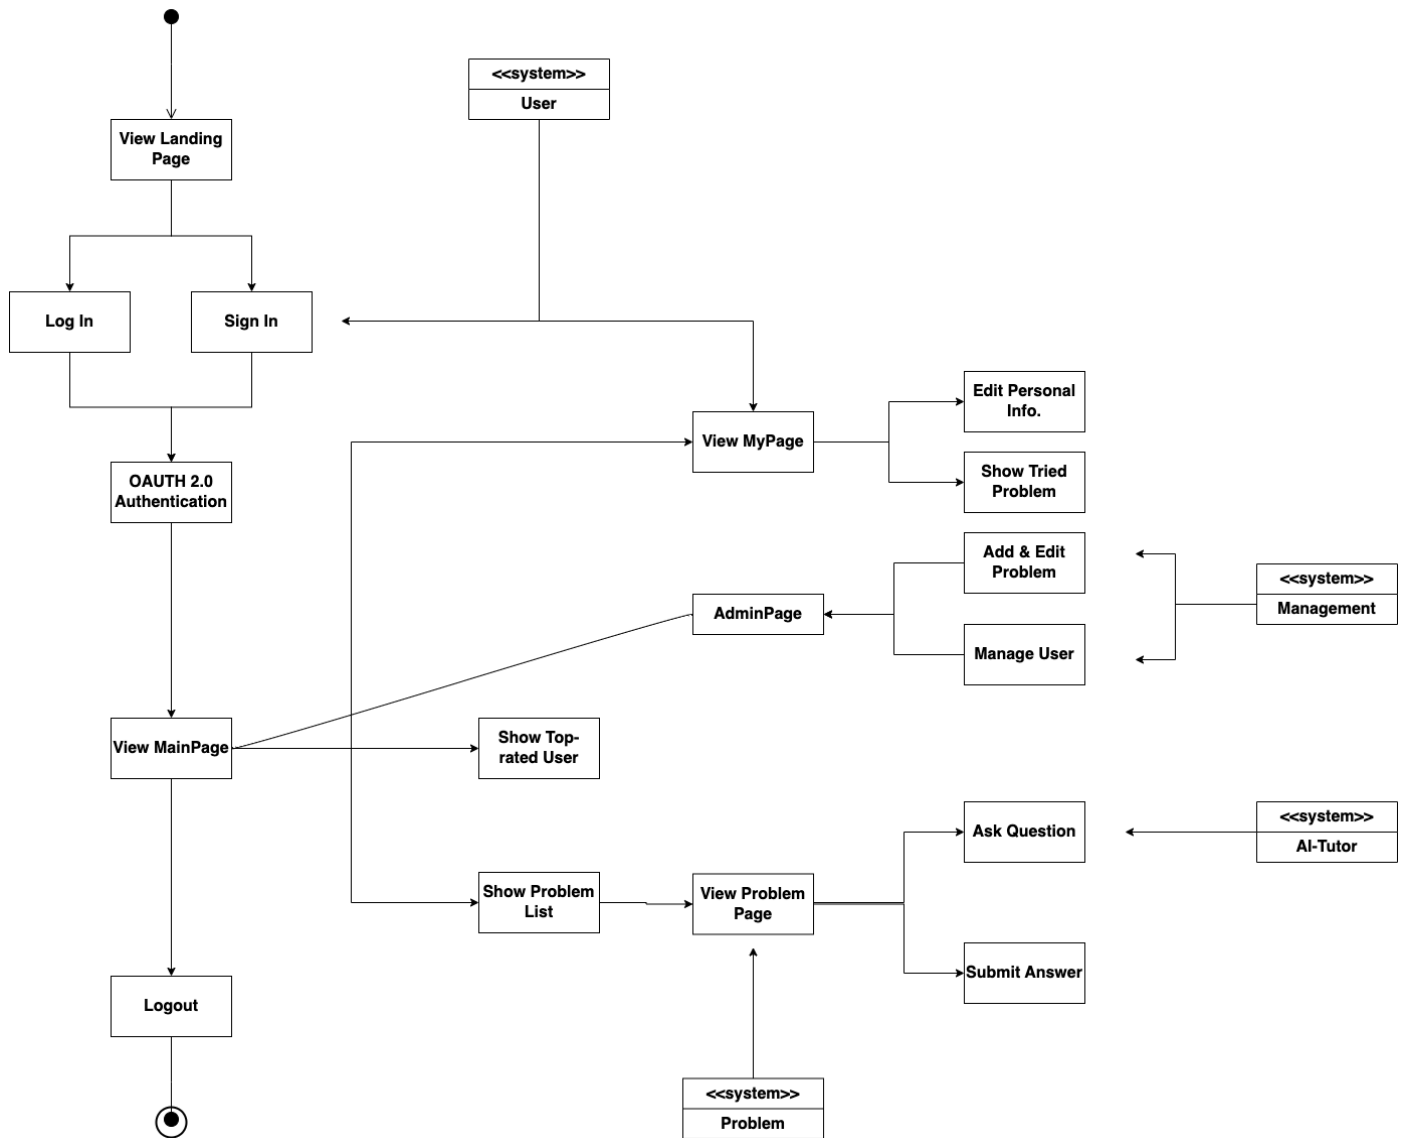 <<system>>
User
View Landing
Page
Log In
Sign In
Edit Personal
Info.
View MyPage
Show Tried
Problem
OAUTH 2.0
Authentication
Add & Edit
Problem
<<system>>
Management
AdminPage
Manage User
View MainPage
Show Top-
rated User
Ask Question
<<system>>
AI-Tutor
Show Problem
List
View Problem
Page
Submit Answer
Logout
<<system>>
Problem